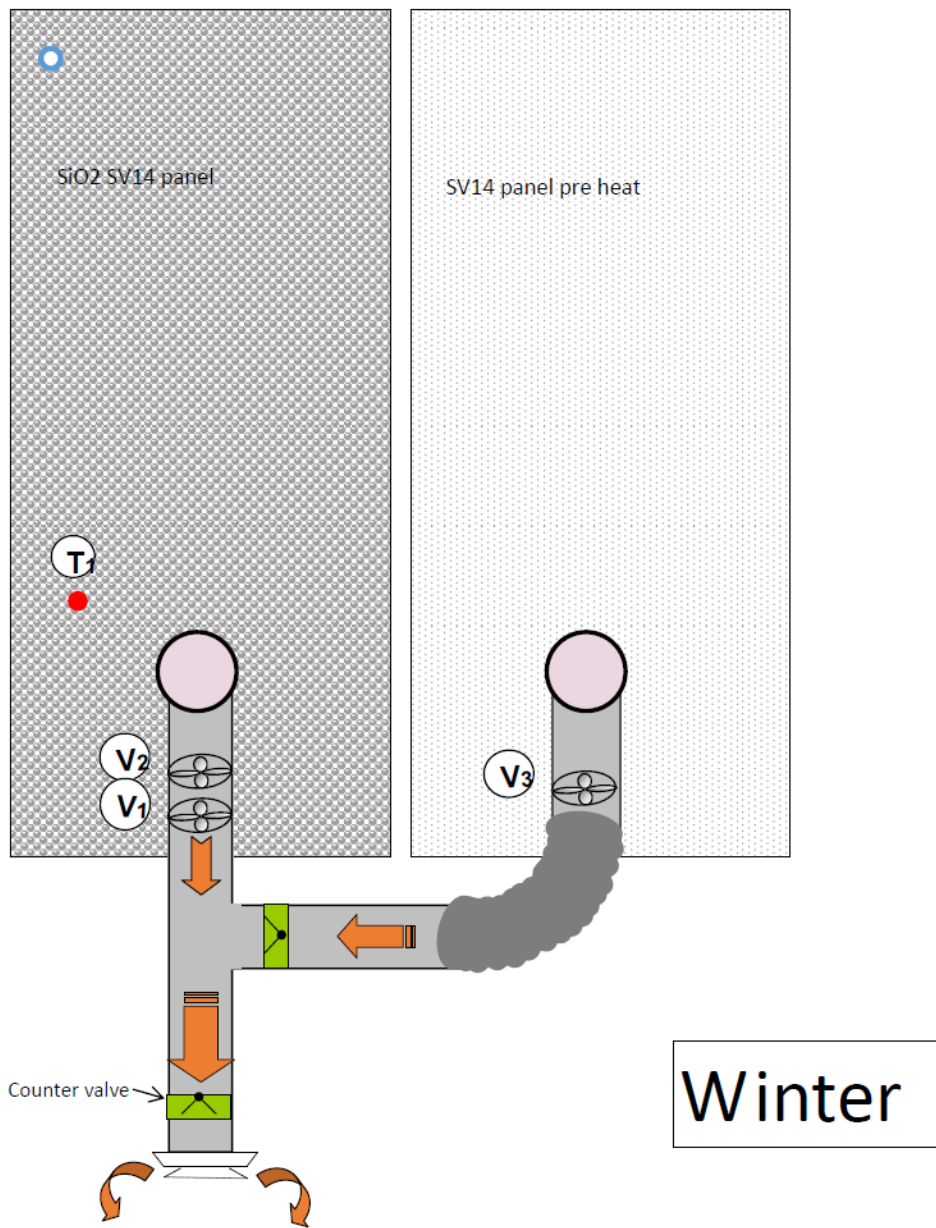 SiO2 SV14 panel
SV14 panel pre heat
T1
V2
V1
V3
Counter valve
Winter